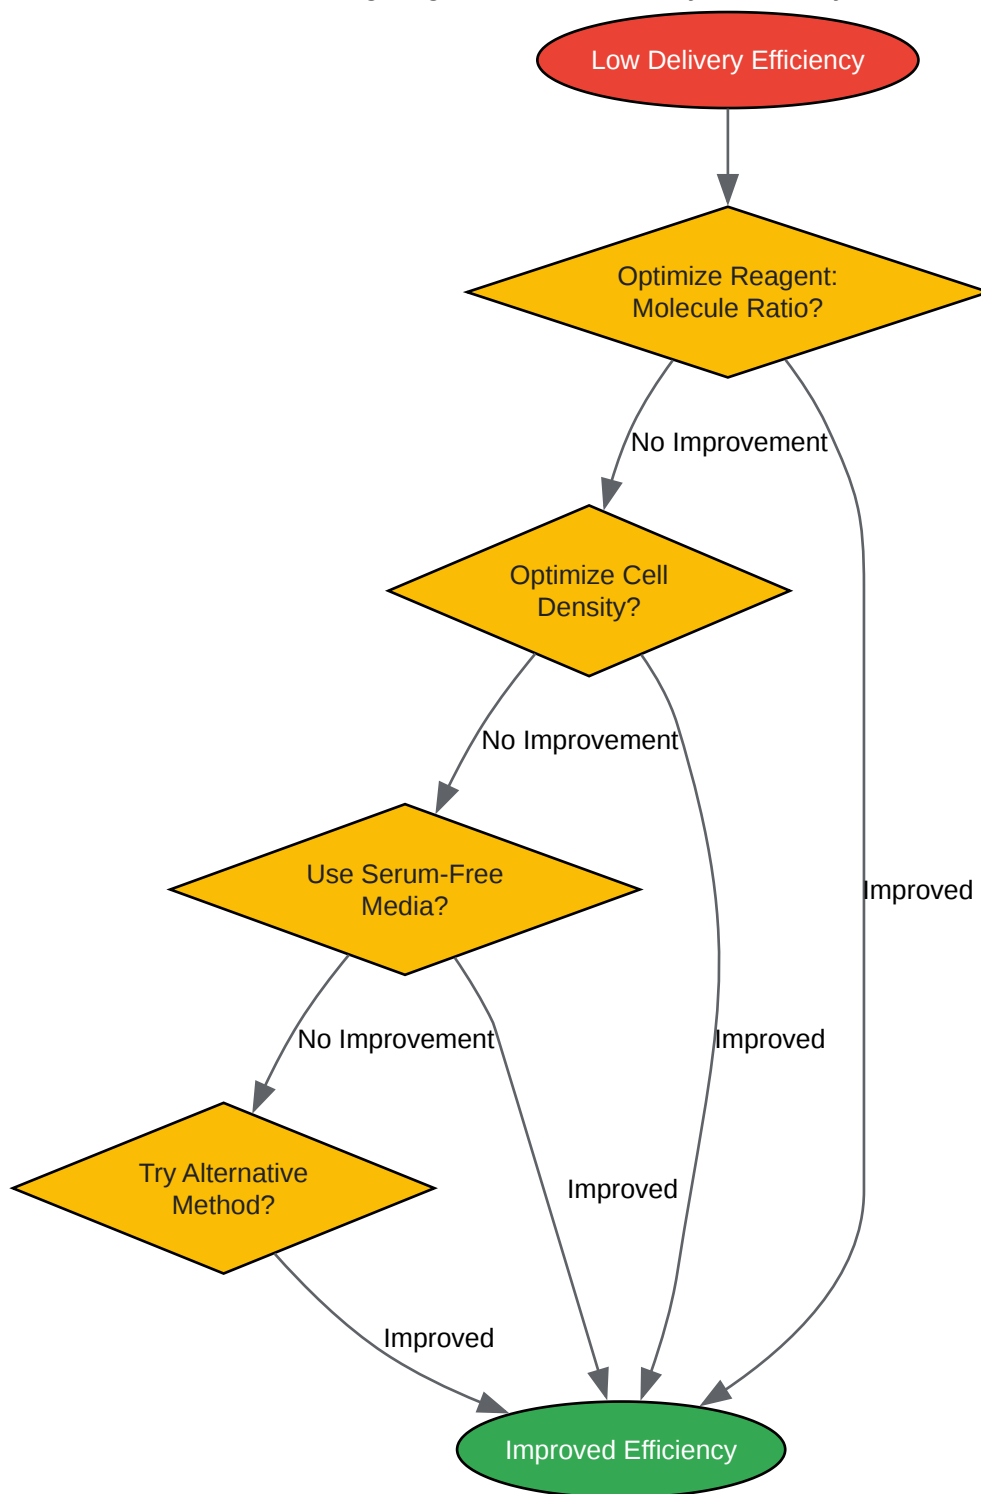 Low Delivery Efficiency
Optimize Reagent:
Molecule Ratio?
No Improvement
Optimize Cell
Density?
No Improvement
Use Serum-Free
Media?
Improved
No Improvement
Improved
Try Alternative
Method?
Improved
Improved
Improved Efficiency